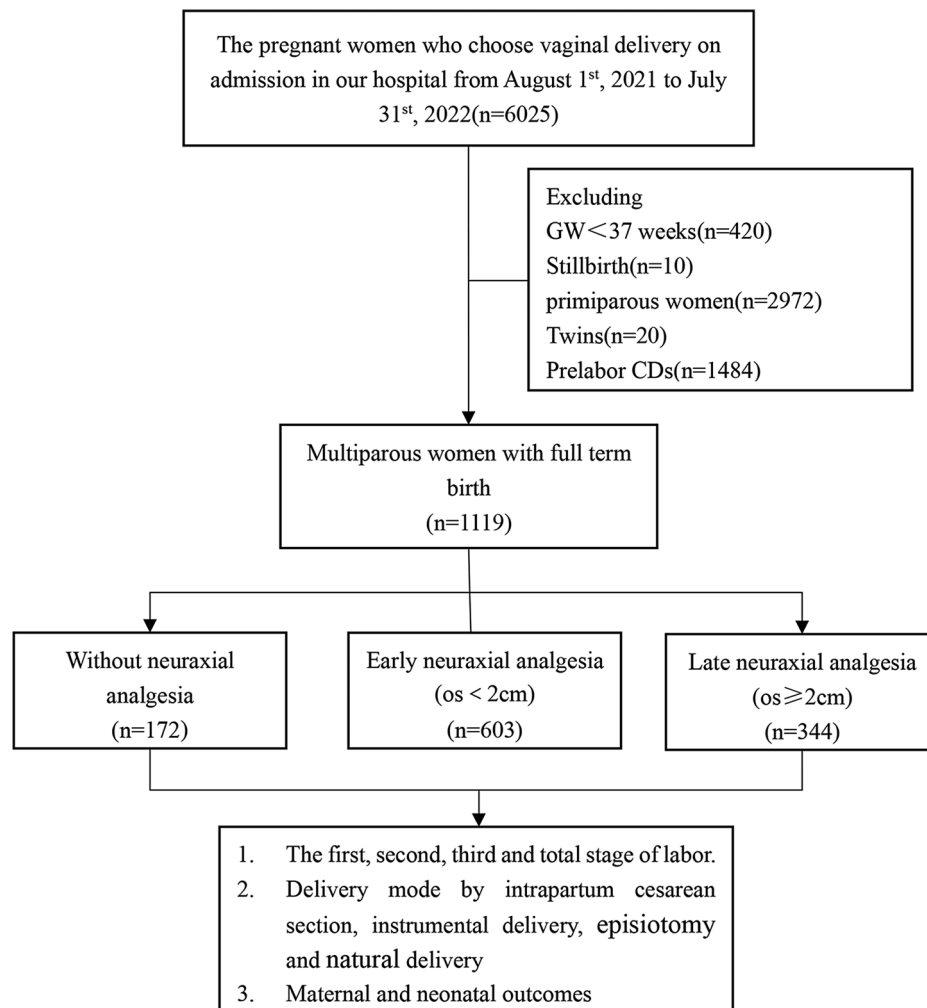 The pregnant women who choose vaginal delivery on
admission in our hospital from August 1st, 2021 to July
31st, 2022(n=6025)
Excluding
GW＜37 weeks(n=420)
Stillbirth(n=10)
primiparous women(n=2972)
Twins(n=20)
Prelabor CDs(n=1484)
Multiparous women with full term
birth
(n=1119)
Without neuraxial
analgesia
(n=172)
Early neuraxial analgesia
(os < 2cm)
(n=603)
Late neuraxial analgesia
(os≥2cm)
(n=344)
1. The first, second, third and total stage of labor.
2. Delivery mode by intrapartum cesarean
section, instrumental delivery, episiotomy
and natural delivery
3. Maternal and neonatal outcomes